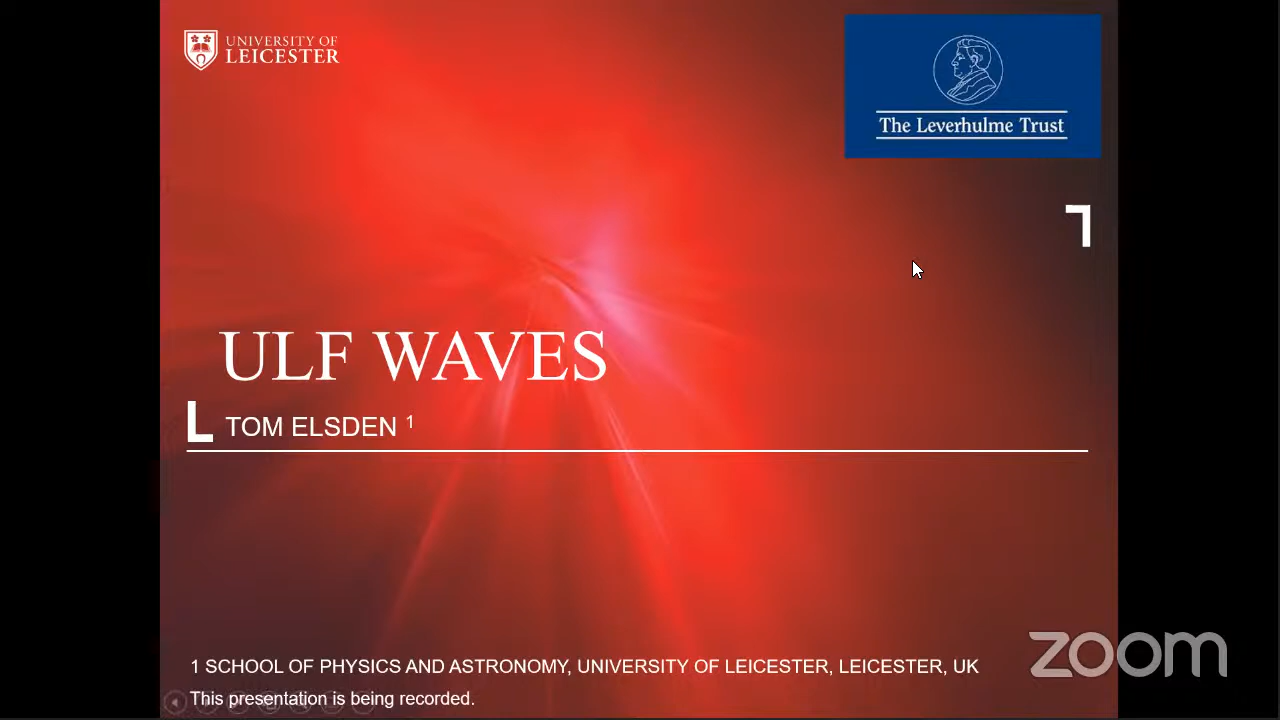 UNIVERSITY OF
LEICESTER
The Leverhulme Trust
ULF WAVES
TOM ELSDEN 1
1 SCHOOL OF PHYSICS AND ASTRONOMY, UNIVERSITY OF LEICESTER, LEICESTER, UK
This presentation is being recorded.
zoom